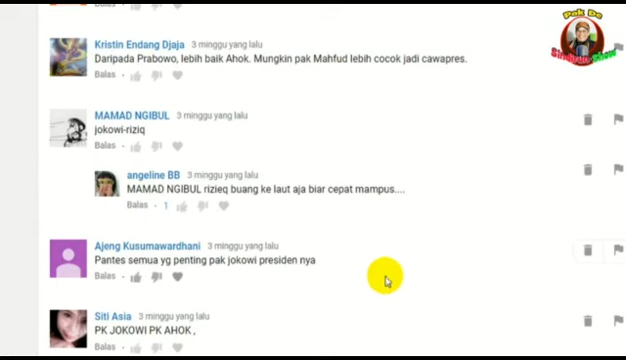 Pak De
Kristin Endang Djaja 3 minggu yang lalu
Daripada Prabowo, lebih baik Ahok. Mungkin pak Mahfud lebih cocok jadi cawapres.
Balas
MAMAD NGIBUL 3 minggu yang lalu
jokowi-riziq
Balas
angeline BB 3 minggu yang lalu
MAMAD NGIBUL rizieq buang ke laut aja biar cepat mampus....
Balas 1
Ajeng Kusumawardhani 3 minggu yang lalu
Pantes semua yg penting pak jokowi presiden nya
Balas
Siti Asia 3 minggu yang lalu
PK JOKOWI PK AHOK ,
Balas